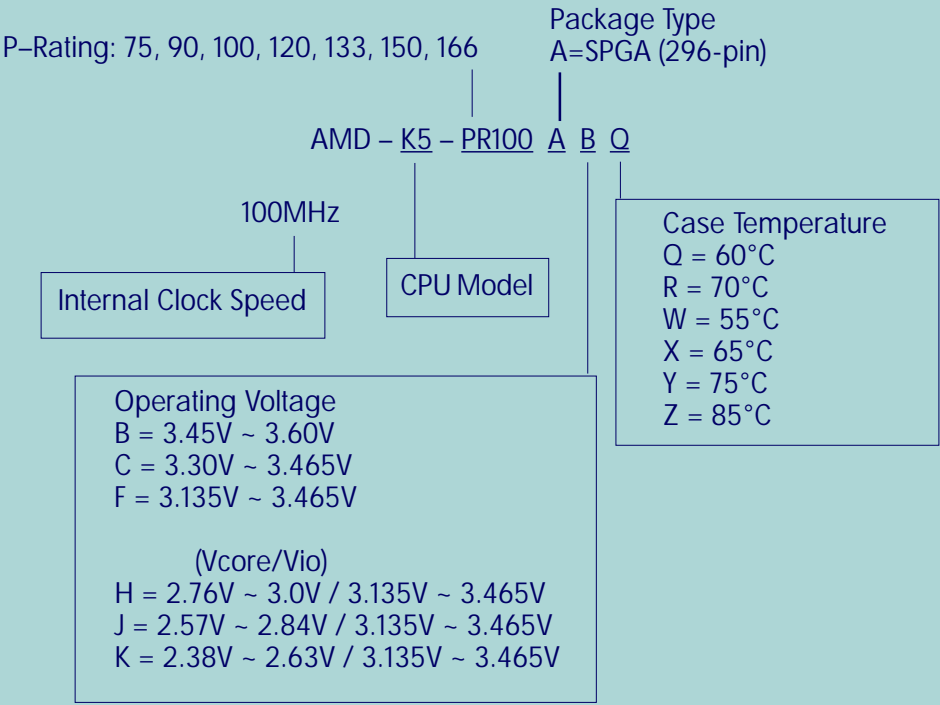 Package Type
P–Rating: 75, 90, 100, 120, 133, 150, 166
A=SPGA (296-pin)
AMD – K5 – PR100 A B Q
100MHz
Internal Clock Speed
CPU Model
Case Temperature
Q = 60°C
R = 70°C
W = 55°C
X = 65°C
Y = 75°C
Z = 85°C
Operating Voltage
B = 3.45V ~ 3.60V
C = 3.30V ~ 3.465V
F = 3.135V ~ 3.465V
(Vcore/Vio)
H = 2.76V ~ 3.0V / 3.135V ~ 3.465V
J = 2.57V ~ 2.84V / 3.135V ~ 3.465V
K = 2.38V ~ 2.63V / 3.135V ~ 3.465V